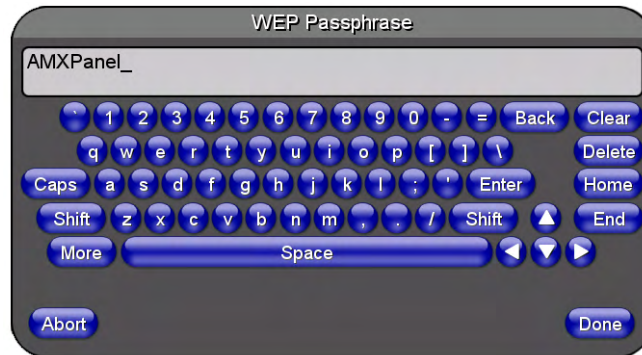 WEP Passphrase
AMXPanel_
` 1 2 3 4 5 6 7 8 9 0 - = Back Clear
q w e r t y u i o p [ ] \ Delete
Caps a s d f g h j k l ; ' Enter Home
Shift z x c v b n m , . / Shift End
More Space
Abort Done